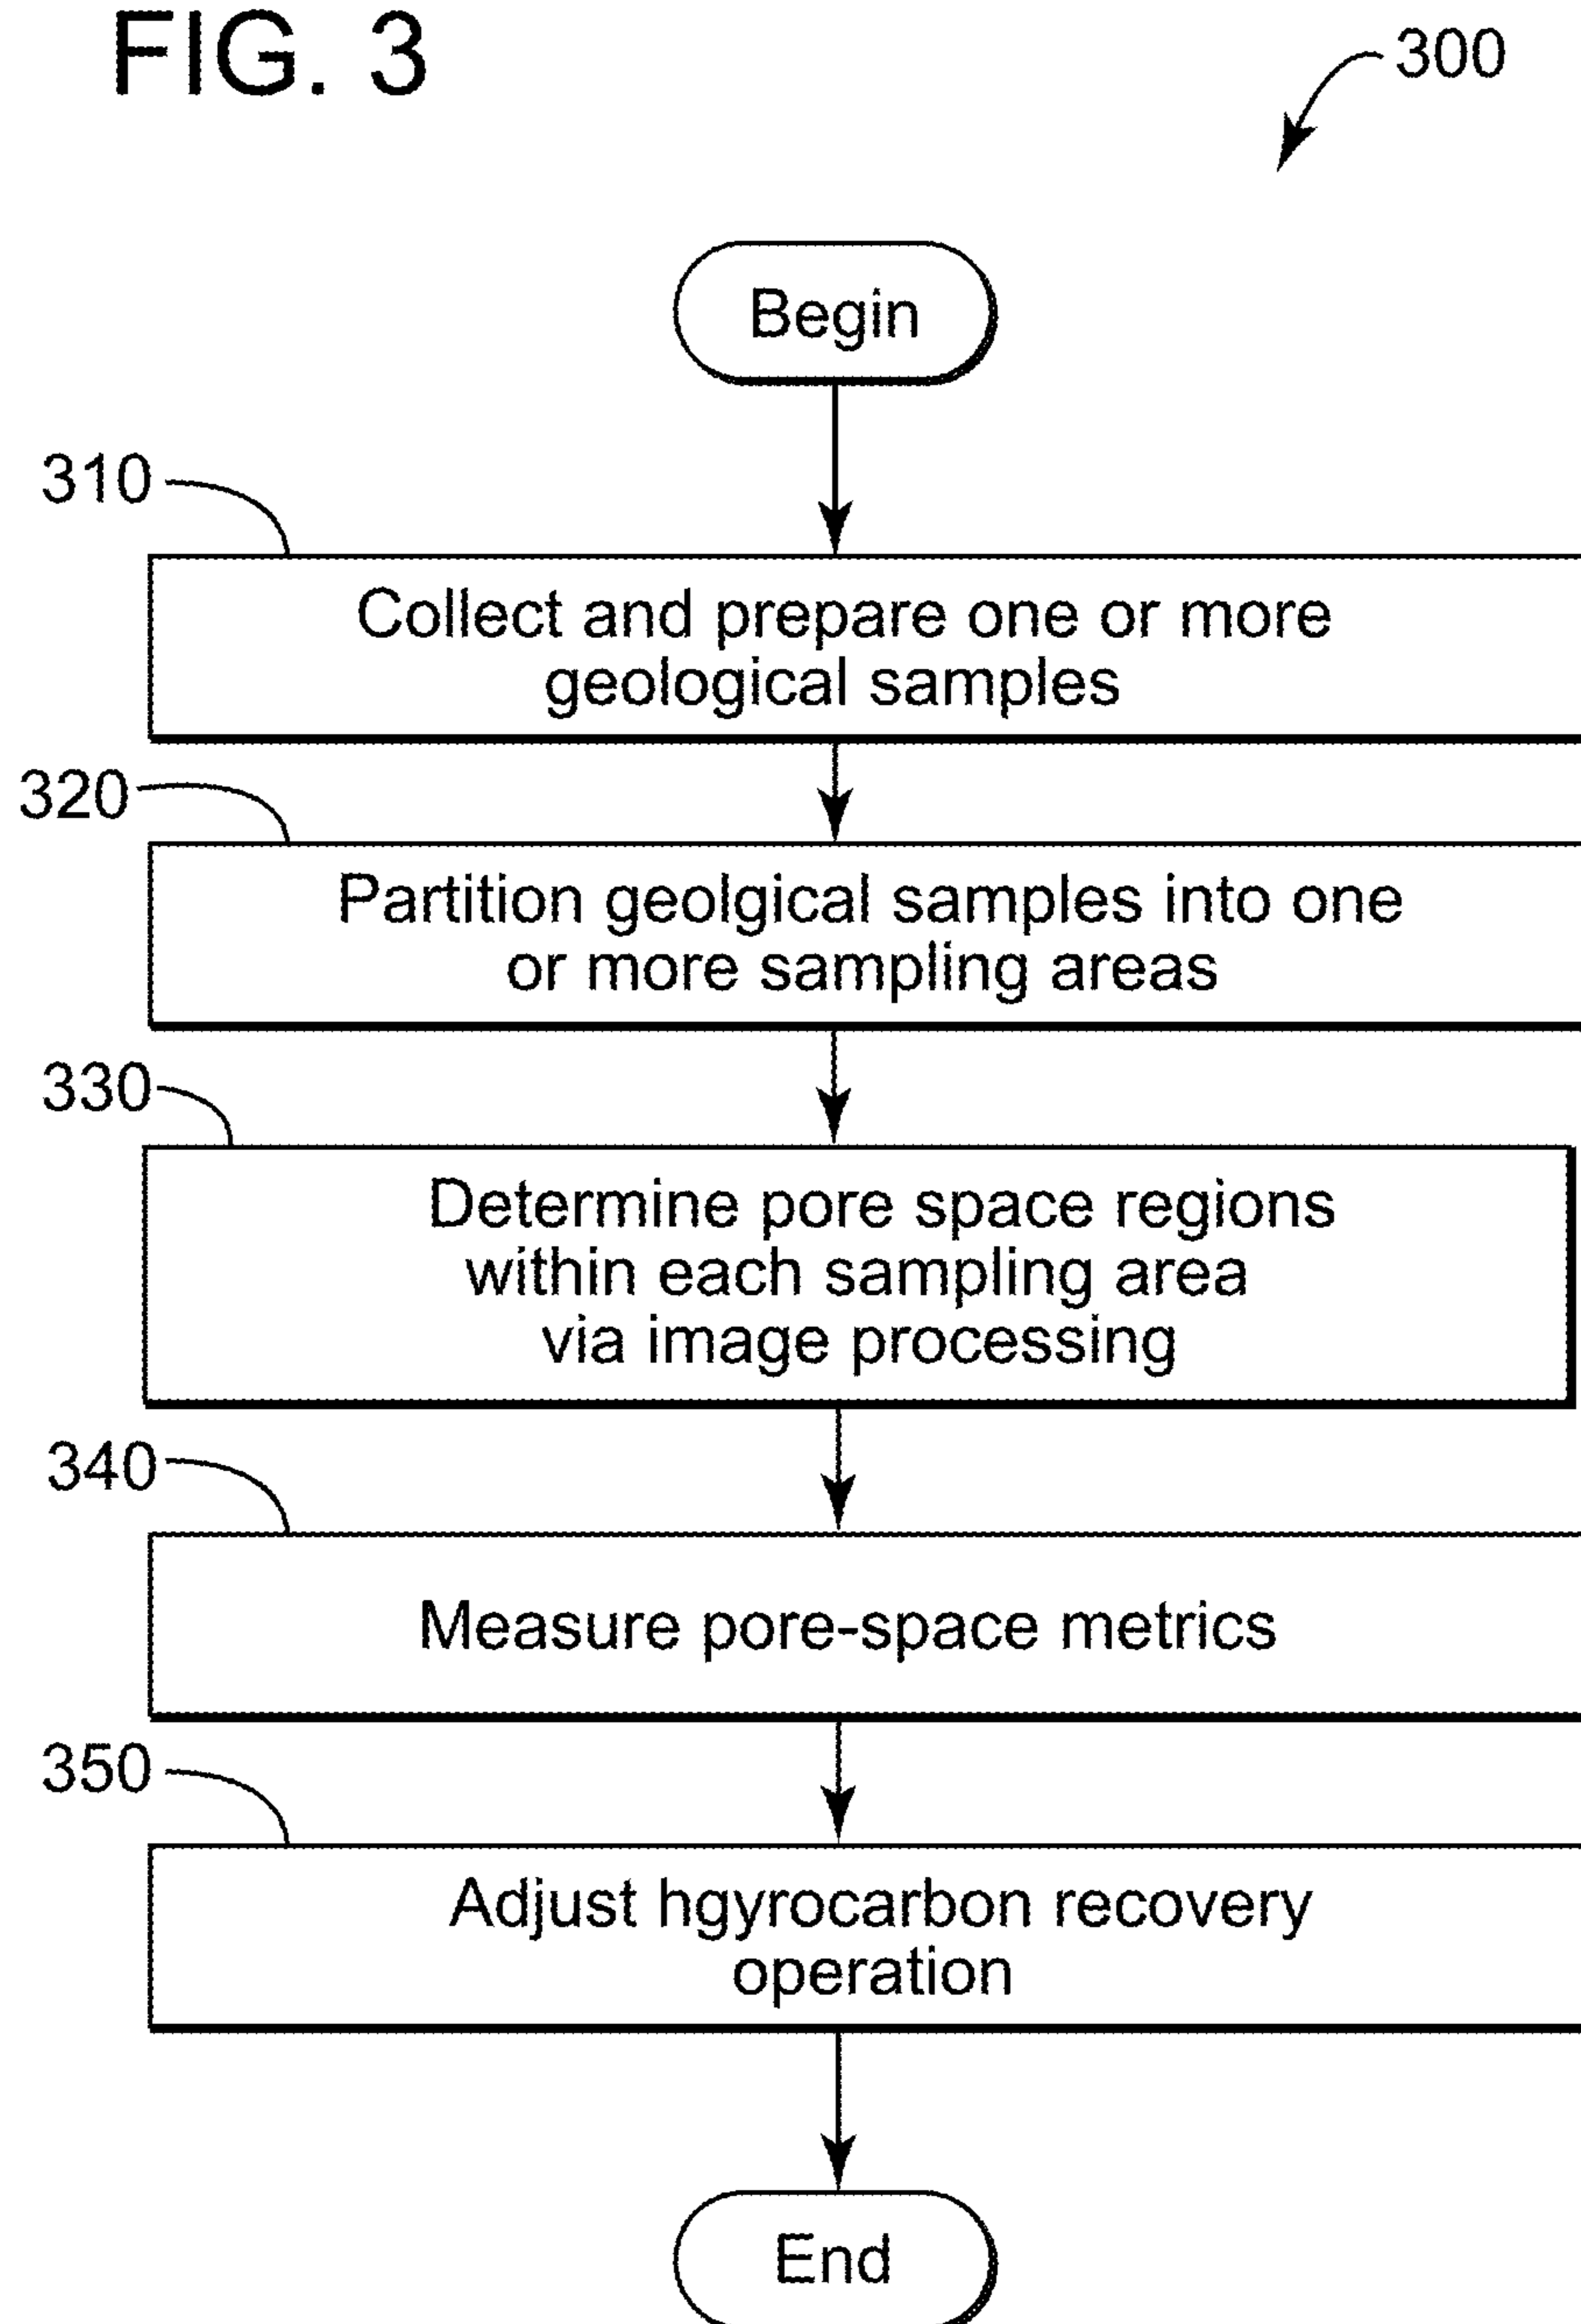 FIG. 3
300
Begin
310
Collect and prepare one or more
geological samples
320
Partition geolgical samples into one
or more sampling areas
330
Determine pore space regions
within each sampling area
via image processing
340
Measure pore-space metrics
350
Adjust hgyrocarbon recovery
operation
End